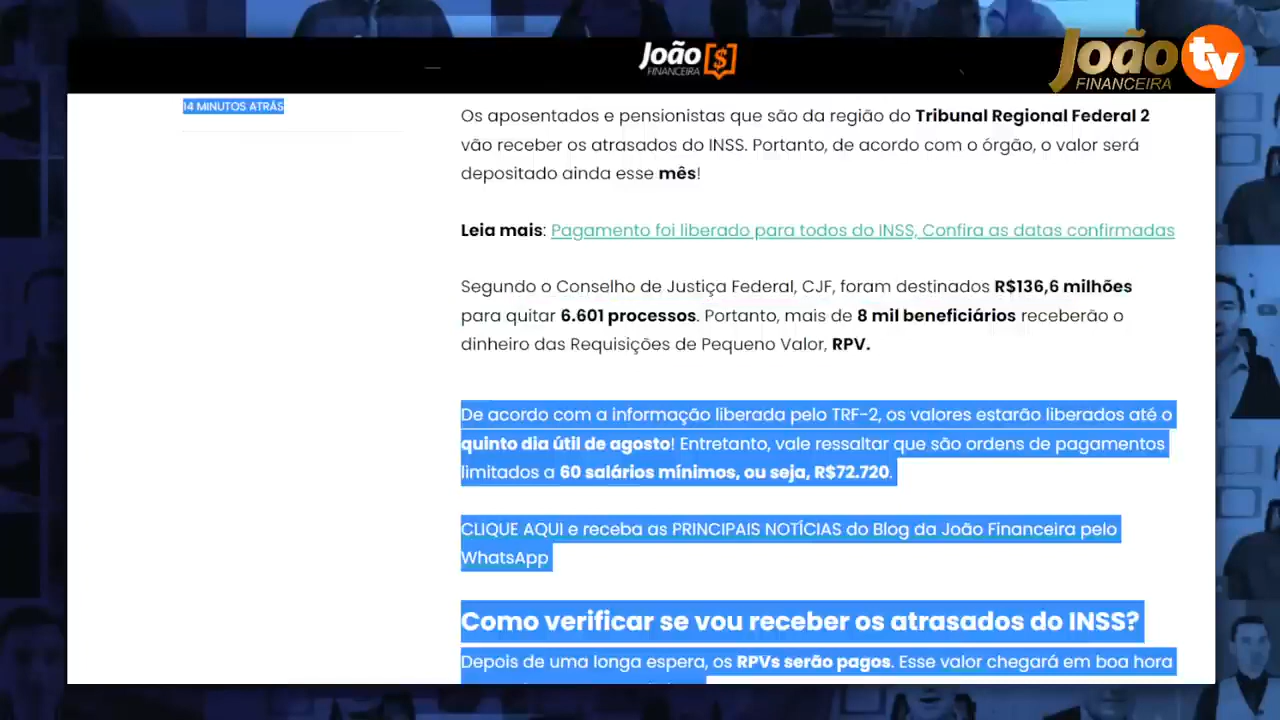 João
FINANCEIRA
João tv
FINANCEIRA
14 MINUTOS ATRÁS
Os aposentados e pensionistas que são da região do Tribunal Regional Federal 2
vão receber os atrasados do INSS. Portanto, de acordo com o órgão, o valor será
depositado ainda esse mês!
Leia mais: Pagamento foi liberado para todos do INSS, Confira as datas confirmadas
Segundo o Conselho de Justiça Federal, CJF, foram destinados R$136,6 milhões
para quitar 6.601 processos. Portanto, mais de 8 mil beneficiários receberão o
dinheiro das Requisições de Pequeno Valor, RPV.
De acordo com a informação liberada pelo TRF-2, os valores estarão liberados até o
quinto dia útil de agosto! Entretanto, vale ressaltar que são ordens de pagamentos
limitados a 60 salários mínimos, ou seja, R$72.720.
CLIQUE AQUI e receba as PRINCIPAIS NOTÍCIAS do Blog da João Financeira pelo
WhatsApp
Como verificar se vou receber os atrasados do INSS?
Depois de uma longa espera, os RPVs serão pagos. Esse valor chegará em boa hora